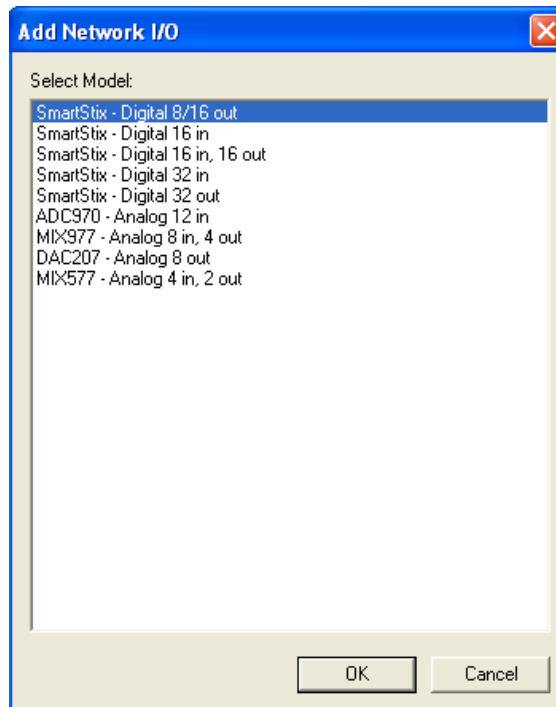 Add Network I/O
Select Model:
SmartStix - Digital 8/16 out
SmartStix - Digital 16 in
SmartStix - Digital 16 in, 16 out
SmartStix - Digital 32 in
SmartStix - Digital 32 out
ADC970 - Analog 12 in
MIX977 - Analog 8 in, 4 out
DAC207 - Analog 8 out
MIX577 - Analog 4 in, 2 out
OK
Cancel